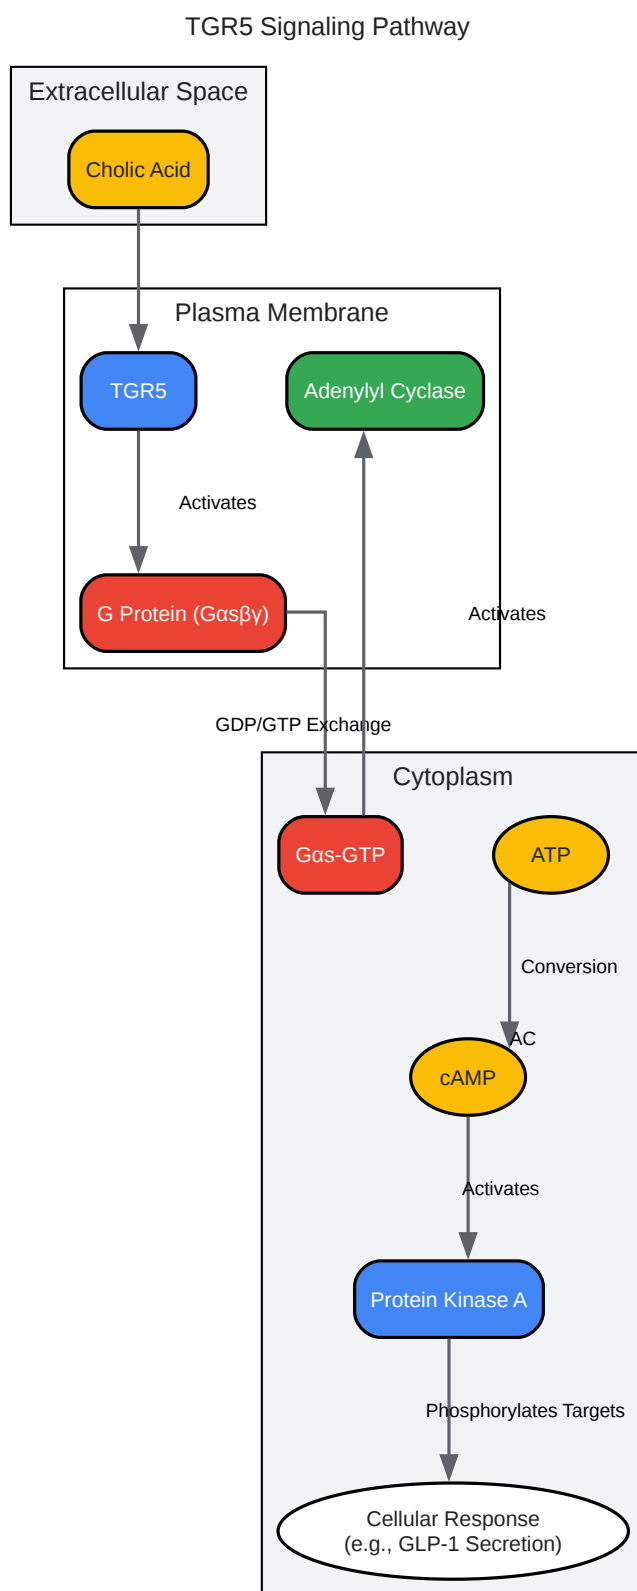 TGR5 Signaling Pathway
Extracellular Space
Cholic Acid
Plasma Membrane
TGR5
Adenylyl Cyclase
Activates
G Protein (Gαsβγ)
Activates
GDP/GTP Exchange
Cytoplasm
Gαs-GTP
ATP
Conversion
AC
cAMP
Activates
Protein Kinase A
Phosphorylates Targets
Cellular Response
(e.g., GLP-1 Secretion)